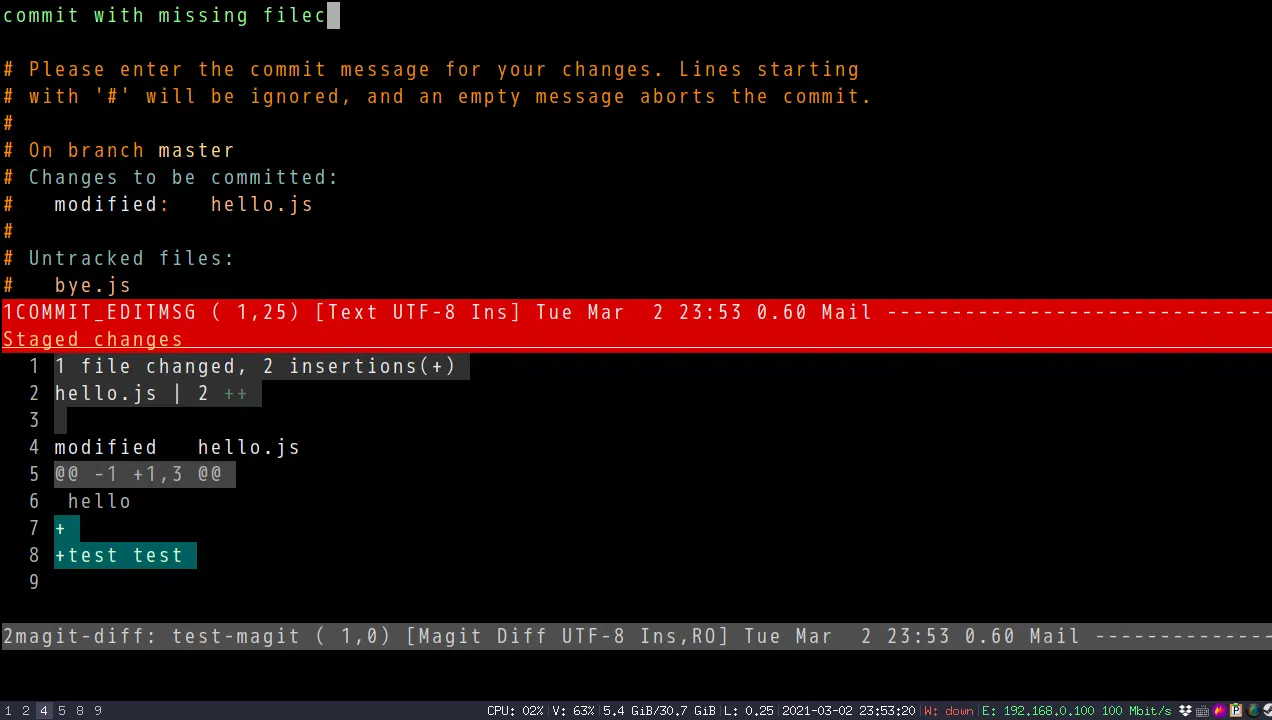 commit with missing filec
# Please enter the commit message for your changes. Lines starting
# with '#' will be ignored, and an empty message aborts the commit.
#
# On branch master
# Changes to be committed:
#	modified:   hello.js
#
# Untracked files:
#	bye.js
1COMMIT_EDITMSG ( 1,25) [Text UTF-8 Ins] Tue Mar  2 23:53 0.60 Mail ------------------------------
Staged changes
1 1 file changed, 2 insertions(+)
2 hello.js | 2 ++
3
4 modified   hello.js
5 @@ -1 +1,3 @@
6  hello
7 +
8 +test test
9
2magit-diff: test-magit ( 1,0) [Magit Diff UTF-8 Ins,RO] Tue Mar  2 23:53 0.60 Mail --------------
1 2 4 5 8 9 CPU: 02% V: 63% 5.4 GiB/30.7 GiB L: 0.25 2021-03-02 23:53:20 W: down E: 192.168.0.100 100 Mbit/s